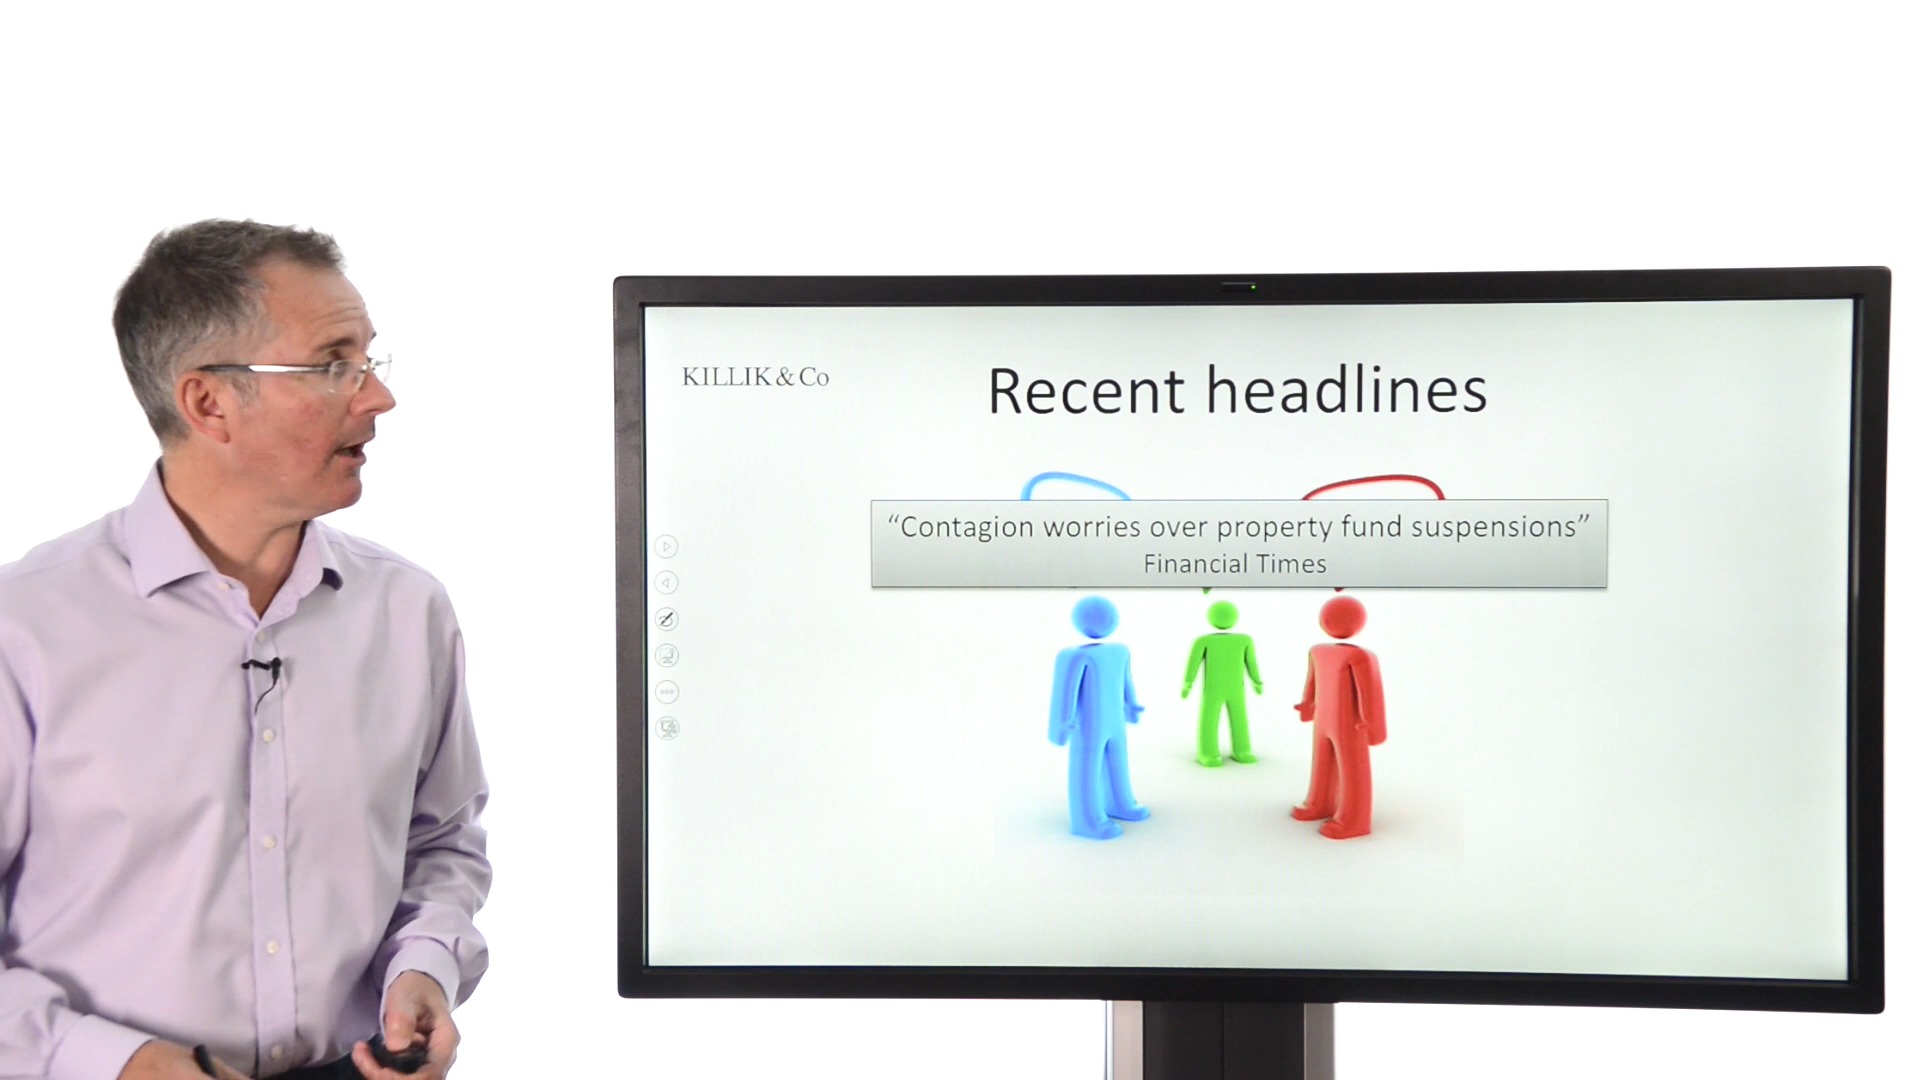 KILLIK & Co
Recent headlines
“Contagion worries over property fund suspensions”
Financial Times